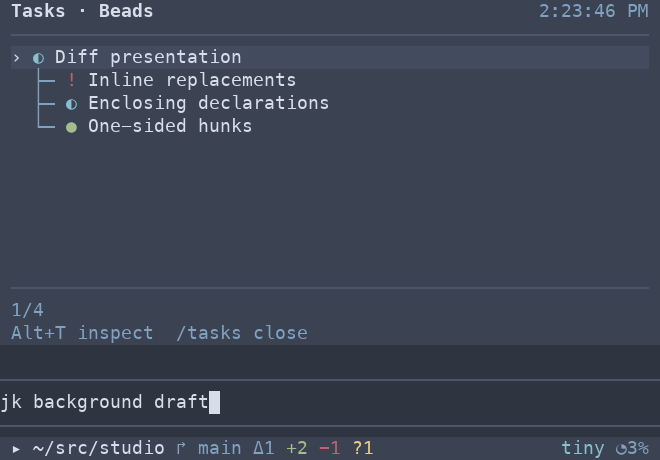 Tasks · Beads 2:23:46 PM
› ◐ Diff presentation
├─ ! Inline replacements
├─ ◐ Enclosing declarations
└─ ● One−sided hunks
1/4
Alt+T inspect  /tasks close
jk background draft
▸ ~/src/studio ↱ main Δ1 +2 −1 ?1 tiny ◔3%